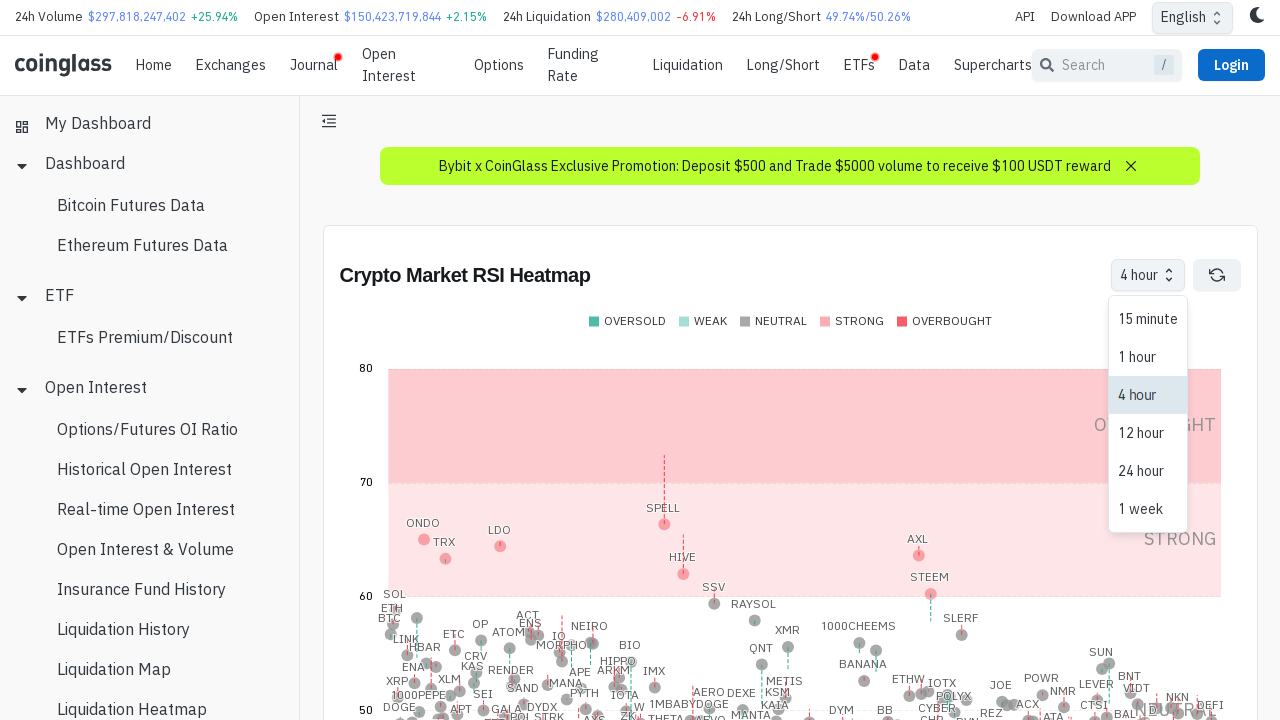 24h Volume $297,818,247,402 +25.94% Open Interest $150,423,719,844 +2.15% 24h Liquidation $280,409,002 -6.91% 24h Long/Short 49.74%/50.26% API Download APP English
coinglass Home Exchanges Journal Open Interest Options Funding Rate Liquidation Long/Short ETFs Data Supercharts Search / Login
My Dashboard
Dashboard
Bitcoin Futures Data
Ethereum Futures Data
ETF
ETFs Premium/Discount
Open Interest
Options/Futures OI Ratio
Historical Open Interest
Real-time Open Interest
Open Interest & Volume
Insurance Fund History
Liquidation History
Liquidation Map
Liquidation Heatmap
Bybit x CoinGlass Exclusive Promotion: Deposit $500 and Trade $5000 volume to receive $100 USDT reward
Crypto Market RSI Heatmap
4 hour
15 minute
1 hour
4 hour
12 hour
24 hour
1 week
OVERSOLD WEAK NEUTRAL STRONG OVERBOUGHT
80
70
STRONG
SPELL
ONDO
LDO
TRX
AXL
HIVE
STEEM
SSV
60
SOL
RAYSOL
ETH
BTC
ACT
ENS
SLERF
OP
NEIRO
1000CHEEMS
XMR
ETC
ATOM
IO
LINK
HBAR
MORPHO
BIO
QNT
SUN
CRV
HIPPO
BANANA
ENA
KAS
RENDER
APE
ARKM
IMX
XRP
XLM
SAND
MANA
METIS
ETHW
IOTX
JOE
POWR
LEVER
BNT
1000PEPE
SEI
PYTH
IOTA
AERO
DEXE
KSM
POLYX
NMR
VIDT
NKN
DOGE
APT
GALA
DYDX
W
1MBABYDOGE
KAIA
DYM
BB
CYBER
ACX
CTSI
DEFI
50
STRK
AXS
ZK
THETA
MANTA
REZ
ATA
NEUTRAL